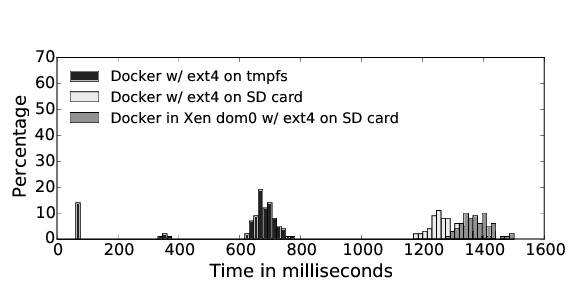 70
60
50
40
30
20
10
0
Percentage
Docker w/ ext4 on tmpfs
Docker w/ ext4 on SD card
Docker in Xen dom0 w/ ext4 on SD card
0 200 400 600 800 1000 1200 1400 1600
Time in milliseconds